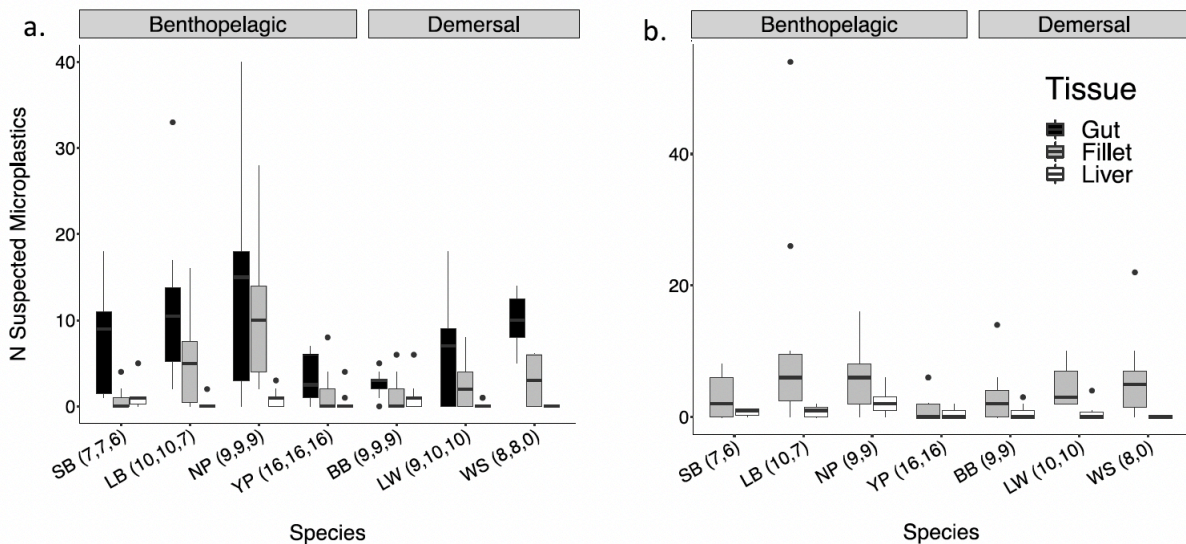 a.
Benthopelagic
Demersal
N Suspected Microplastics
40
30
20
10
0
SB (7,7,6)
LB (10,10,7)
NP (9,9,9)
YP (16,16,16)
BB (9,9,9)
LW (9,10,10)
WS (8,8,0)
Species
b.
Benthopelagic
Demersal
Tissue
Gut
Fillet
Liver
40
20
0
SB (7,6)
LB (10,7)
NP (9,9)
YP (16,16)
BB (9,9)
LW (10,10)
WS (8,0)
Species